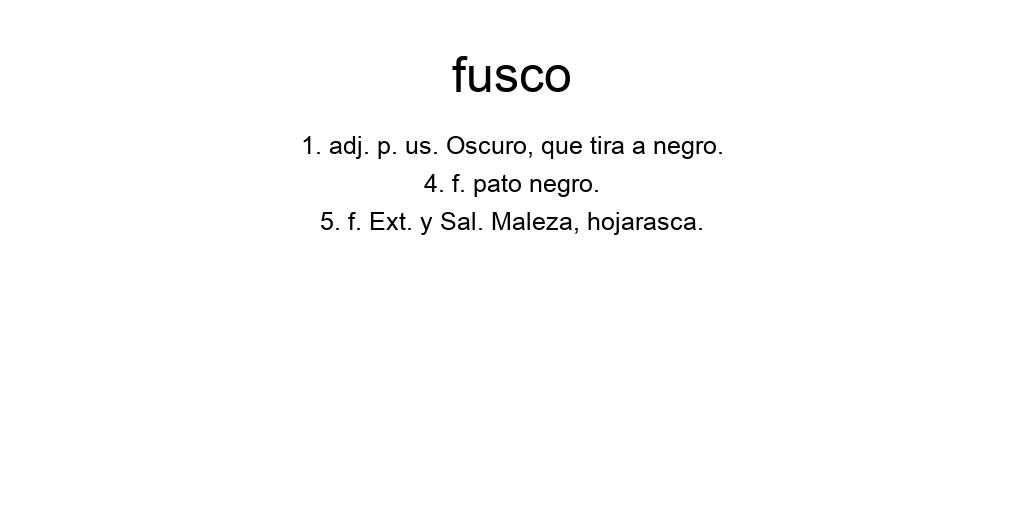 fusco
1. adj. p. us. Oscuro, que tira a negro.
4. f. pato negro.
5. f. Ext. y Sal. Maleza, hojarasca.